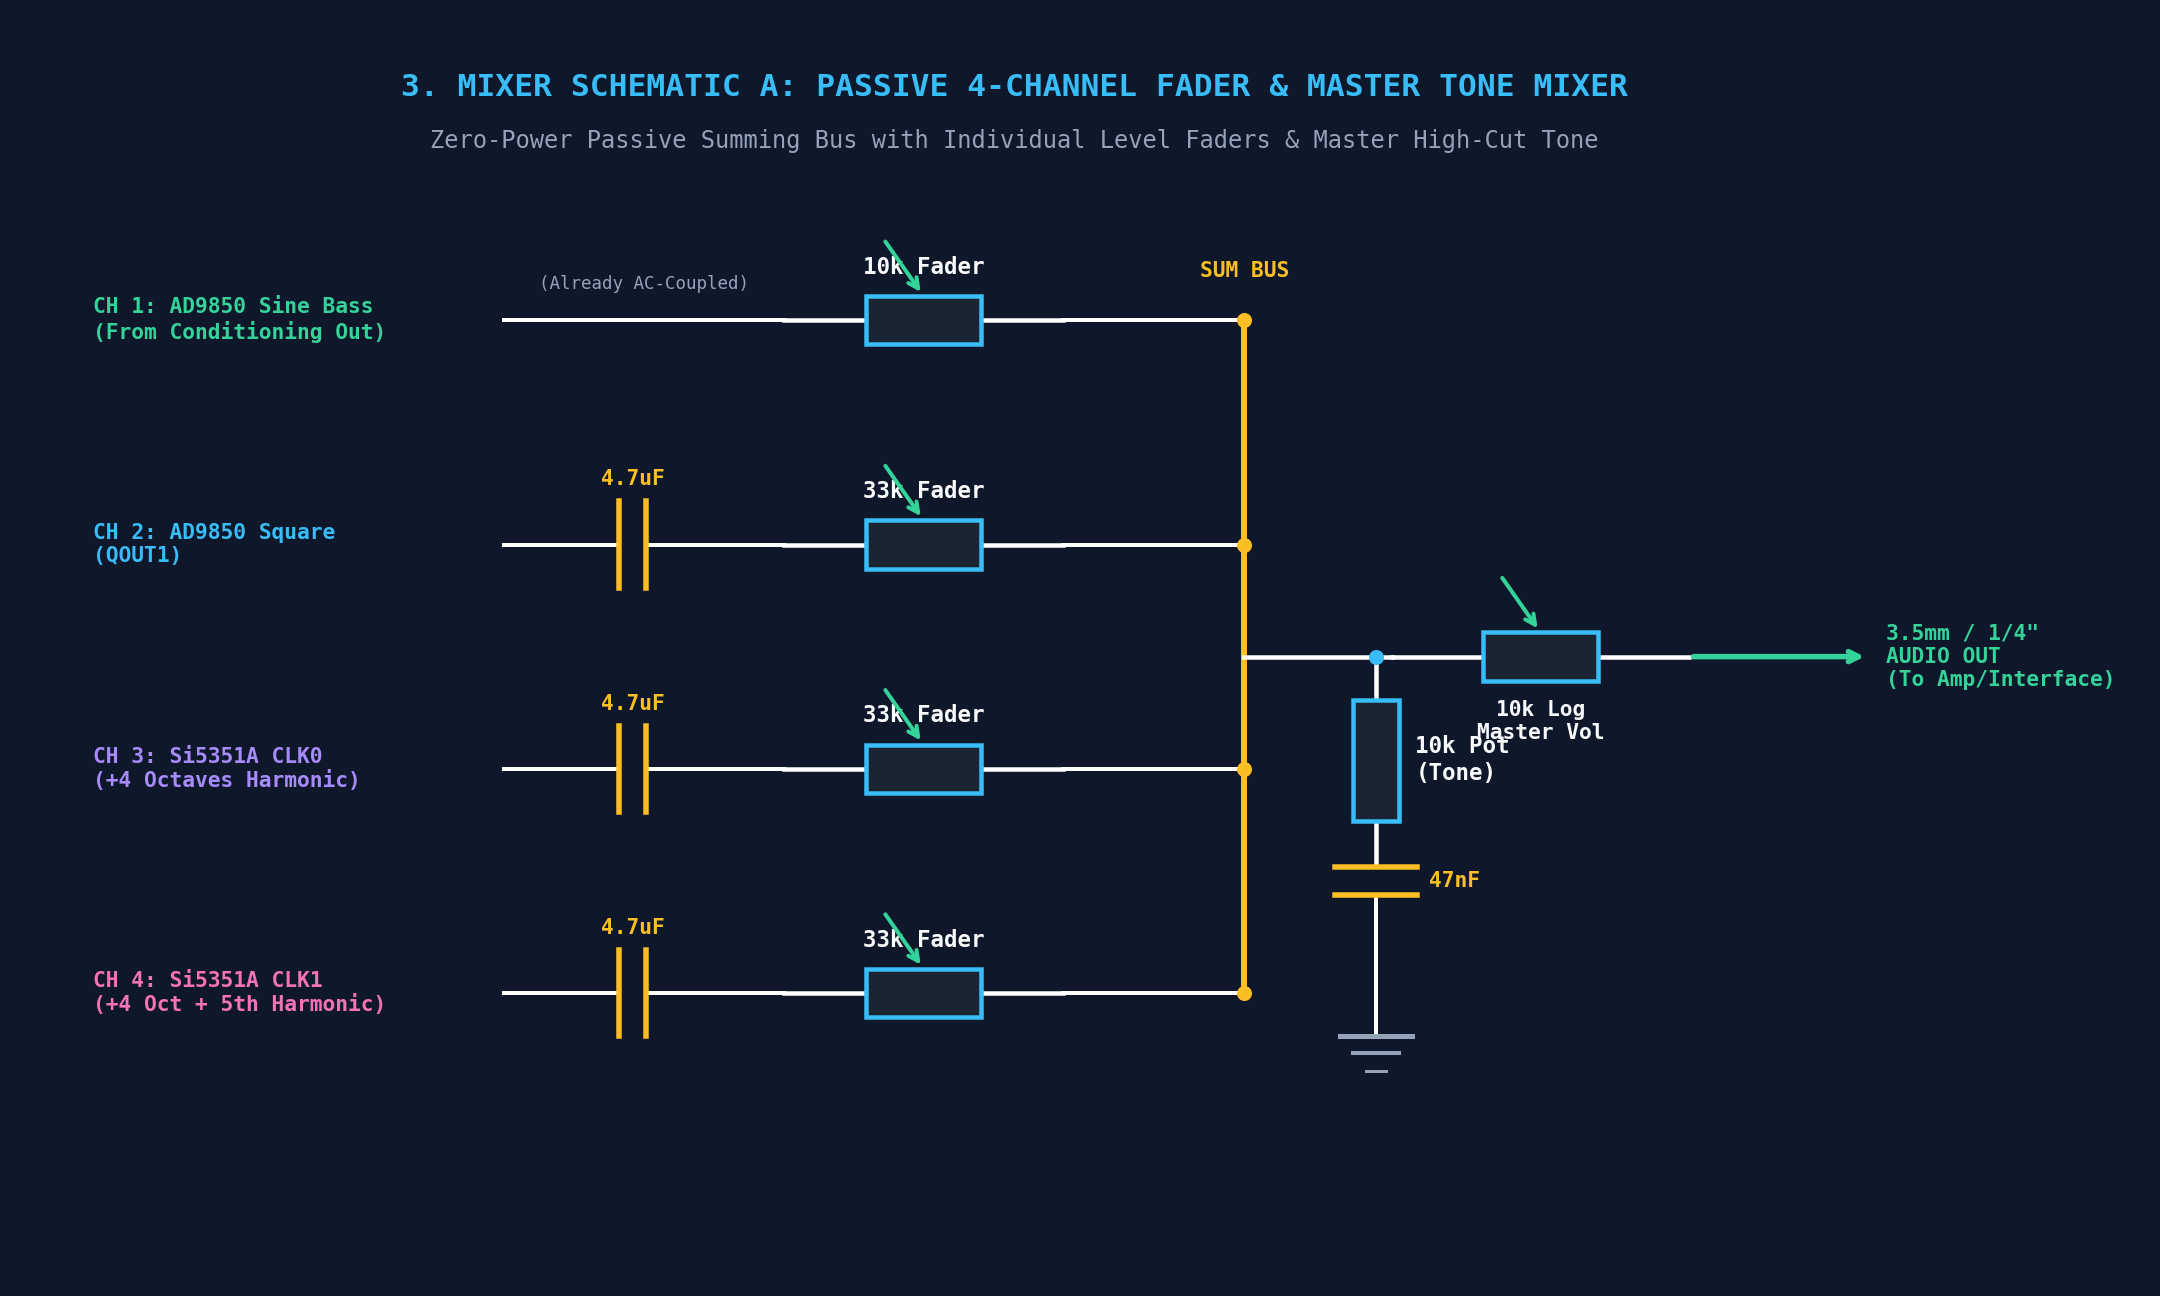 3. MIXER SCHEMATIC A: PASSIVE 4-CHANNEL FADER & MASTER TONE MIXER
Zero-Power Passive Summing Bus with Individual Level Faders & Master High-Cut Tone
CH 1: AD9850 Sine Bass
(From Conditioning Out)
(Already AC-Coupled)
10k Fader
SUM BUS
CH 2: AD9850 Square
(QOUT1)
4.7uF
33k Fader
CH 3: Si5351A CLK0
(+4 Octaves Harmonic)
4.7uF
33k Fader
CH 4: Si5351A CLK1
(+4 Oct + 5th Harmonic)
4.7uF
33k Fader
10k Log
Master Vol
10k Pot
(Tone)
47nF
3.5mm / 1/4"
AUDIO OUT
(To Amp/Interface)